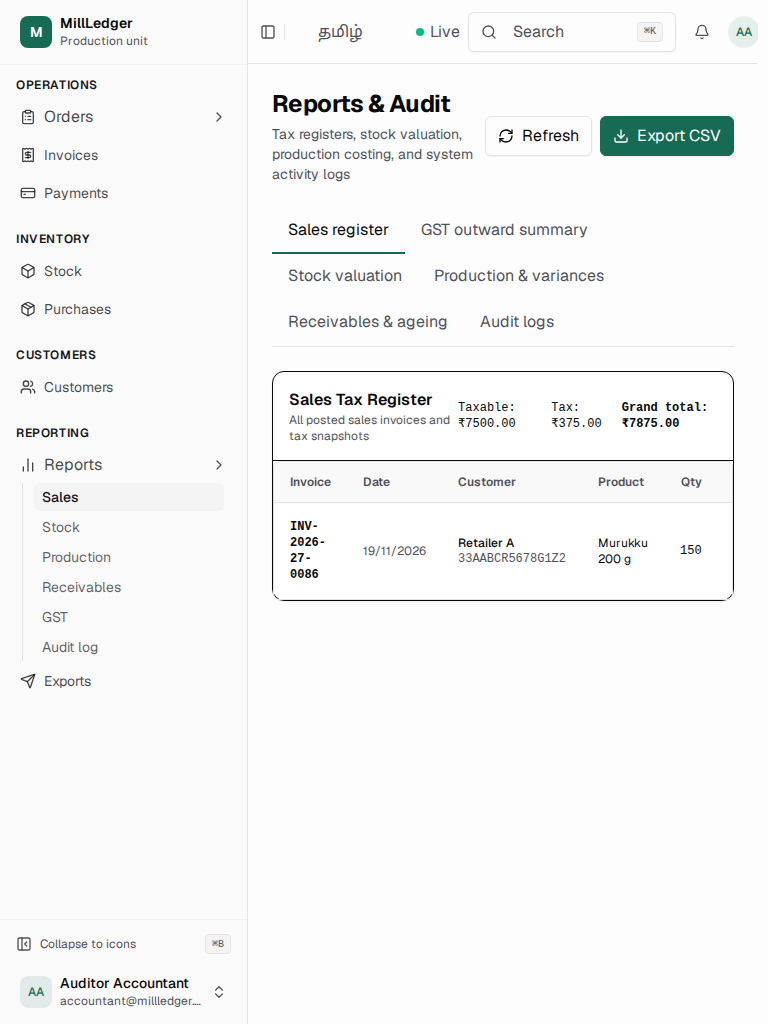 M
MillLedger
Production unit
OPERATIONS
Orders
Invoices
Payments
INVENTORY
Stock
Purchases
CUSTOMERS
Customers
REPORTING
Reports
Sales
Stock
Production
Receivables
GST
Audit log
Exports
Collapse to icons ⌘B
AA
Auditor Accountant
accountant@millledger....
தமிழ் Live Search ⌘K AA
Reports & Audit
Tax registers, stock valuation,
production costing, and system
activity logs
Refresh Export CSV
Sales register GST outward summary
Stock valuation Production & variances
Receivables & ageing Audit logs
Sales Tax Register
All posted sales invoices and
tax snapshots
Taxable: Tax: Grand total:
₹7500.00 ₹375.00 ₹7875.00
Invoice Date Customer Product Qty
INV-
2026-
27-
0086
19/11/2026
Retailer A
33AABCR5678G1Z2
Murukku
200 g
150